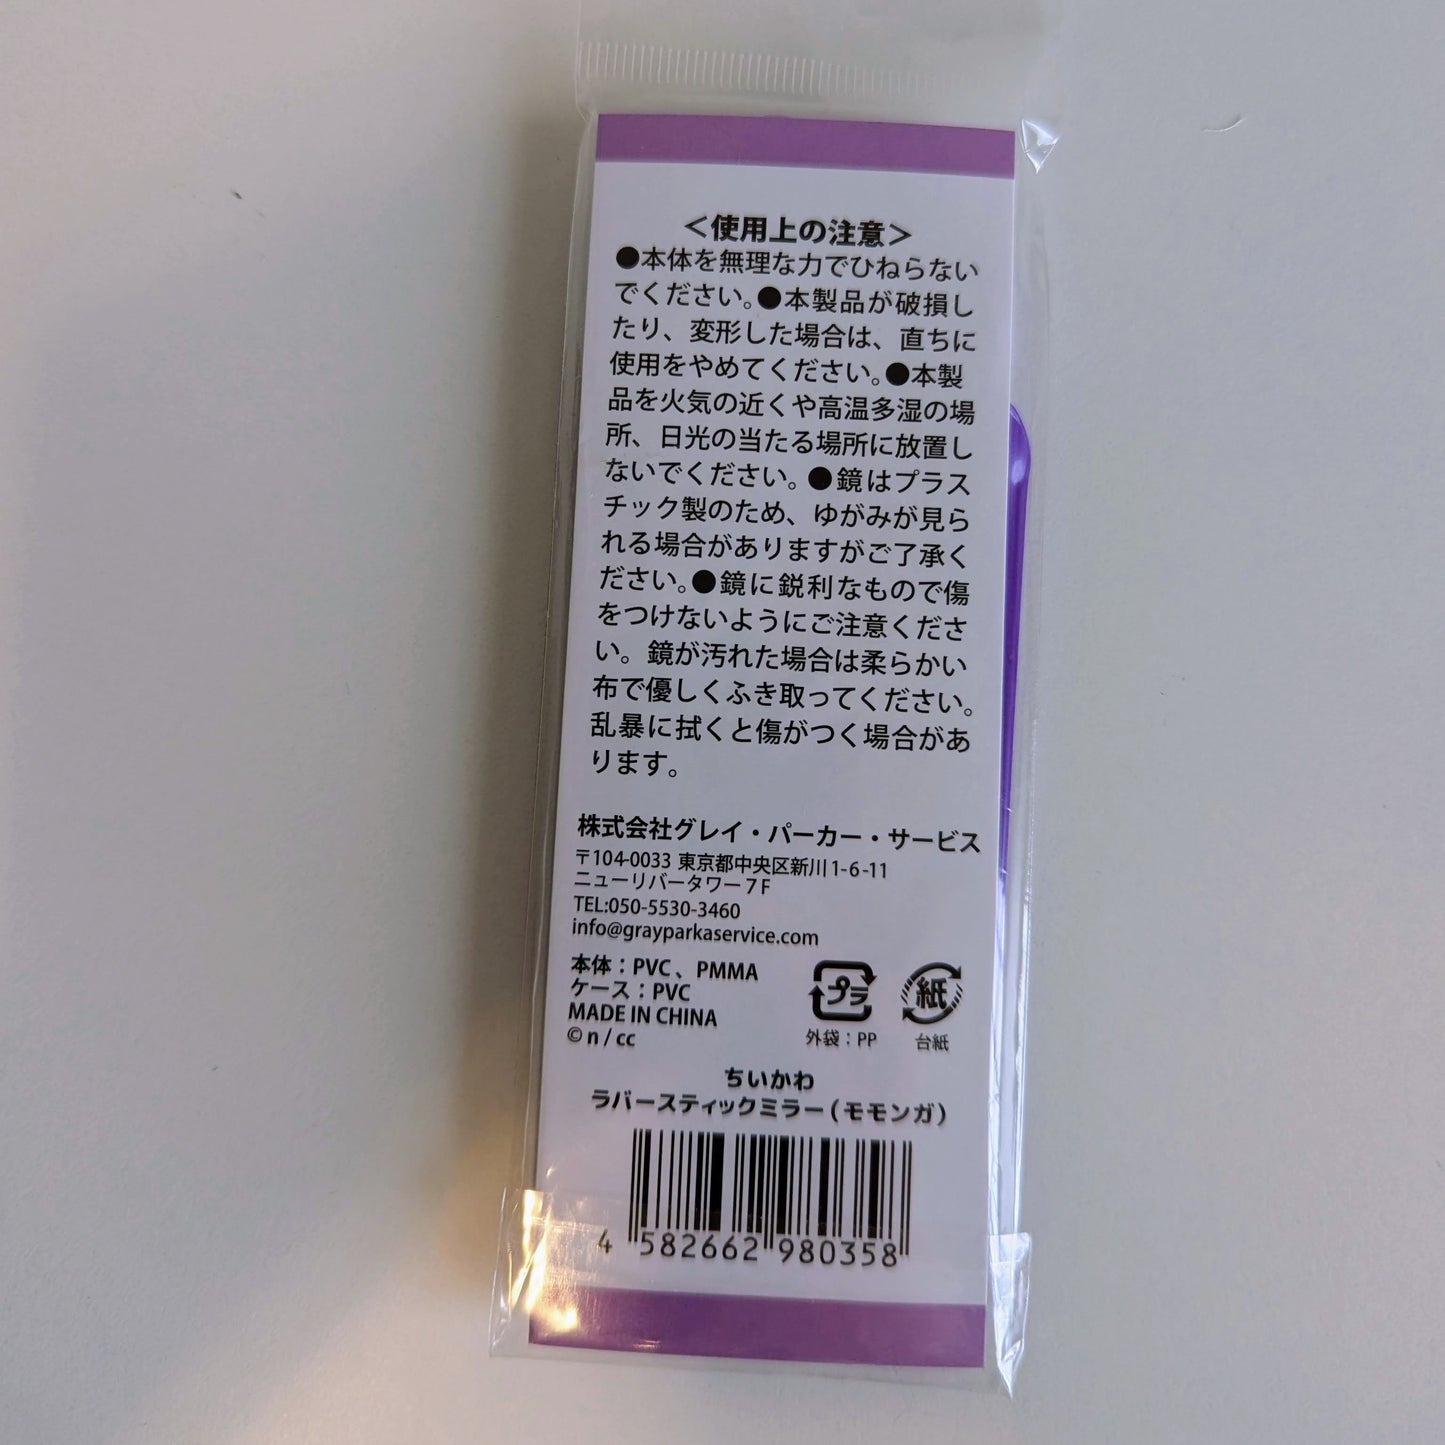 ＜使用上の注意＞
●本体を無理な力でひねらない
でください。●本製品が破損し
たり、変形した場合は、直ちに
使用をやめてください。●本製
品を火気の近くや高温多湿の場
所、日光の当たる場所に放置し
ないでください。●鏡はプラス
チック製のため、ゆがみが見ら
れる場合がありますがご了承く
ださい。●鏡に鋭利なもので傷
をつけないようにご注意くださ
い。鏡が汚れた場合は柔らかい
布で優しくふき取ってください。
乱暴に拭くと傷がつく場合があ
ります。
株式会社グレイ・パーカー・サービス
〒104-0033 東京都中央区新川1-6-11
ニューリバータワー７F
TEL:050-5530-3460
info@grayparkaservice.com
本体：PVC、PMMA
ケース：PVC
MADE IN CHINA
© n / cc
プラ
外袋：PP
紙
台紙
ちいかわ
ラバースティックミラー(モモンガ)
4 582662 980358